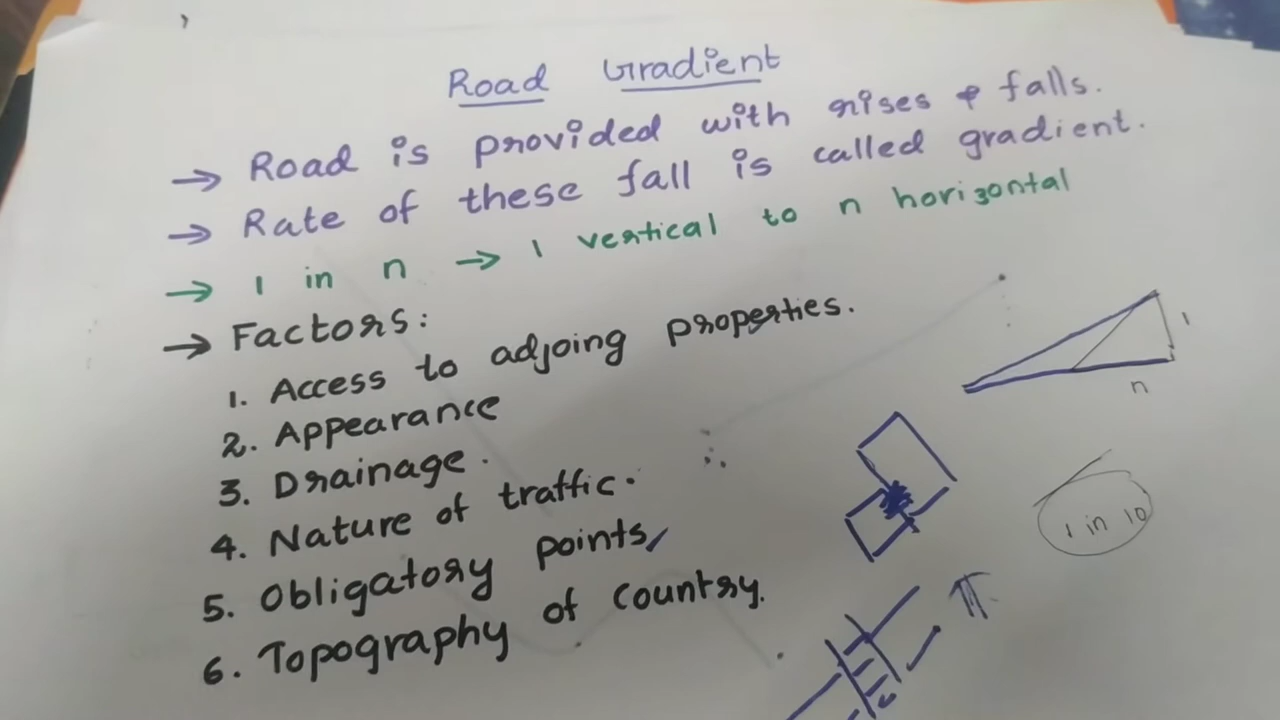 Road Gradient
→ Road is provided with rises & falls.
→ Rate of these fall is called gradient.
→ 1 in n → 1 vertical to n horizontal
→ Factors:
1. Access to adjoing properties.
2. Appearance
3. Drainage.
4. Nature of traffic.
5. Obligatory points
6. Topography of country.
1
n
1 in 10